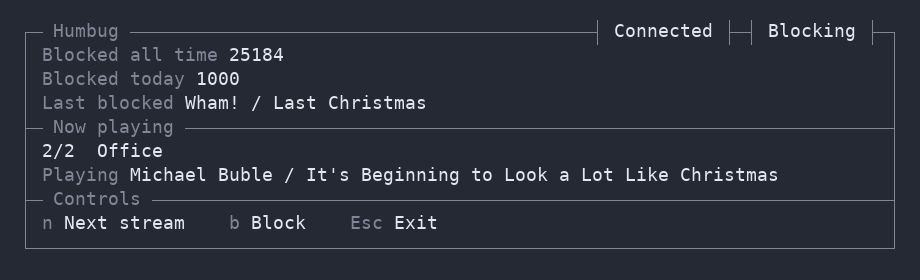 Humbug Connected Blocking
Blocked all time 25184
Blocked today 1000
Last blocked Wham! / Last Christmas
Now playing
2/2  Office
Playing Michael Buble / It's Beginning to Look a Lot Like Christmas
Controls
n Next stream    b Block    Esc Exit